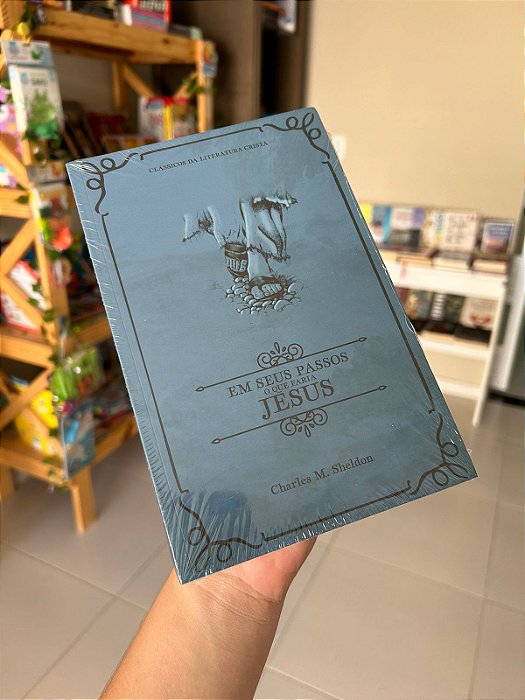 CLÁSSICOS DA LITERATURA CRISTÃ
EM SEUS PASSOS
O QUE FARIA
JESUS
Charles M. Sheldon